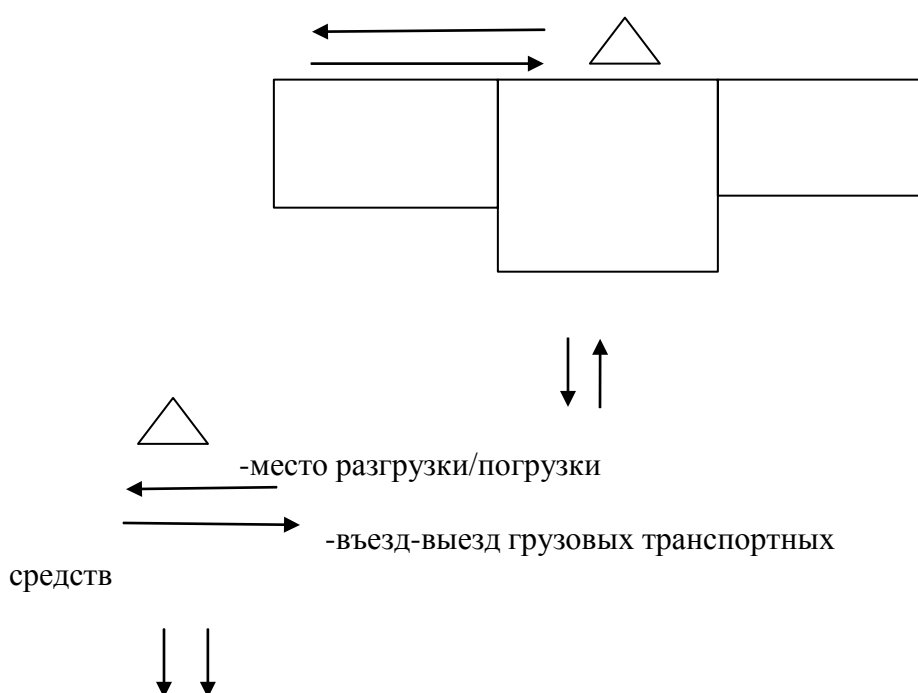 -место разгрузки/погрузки
-въезд-выезд грузовых транспортных
средств